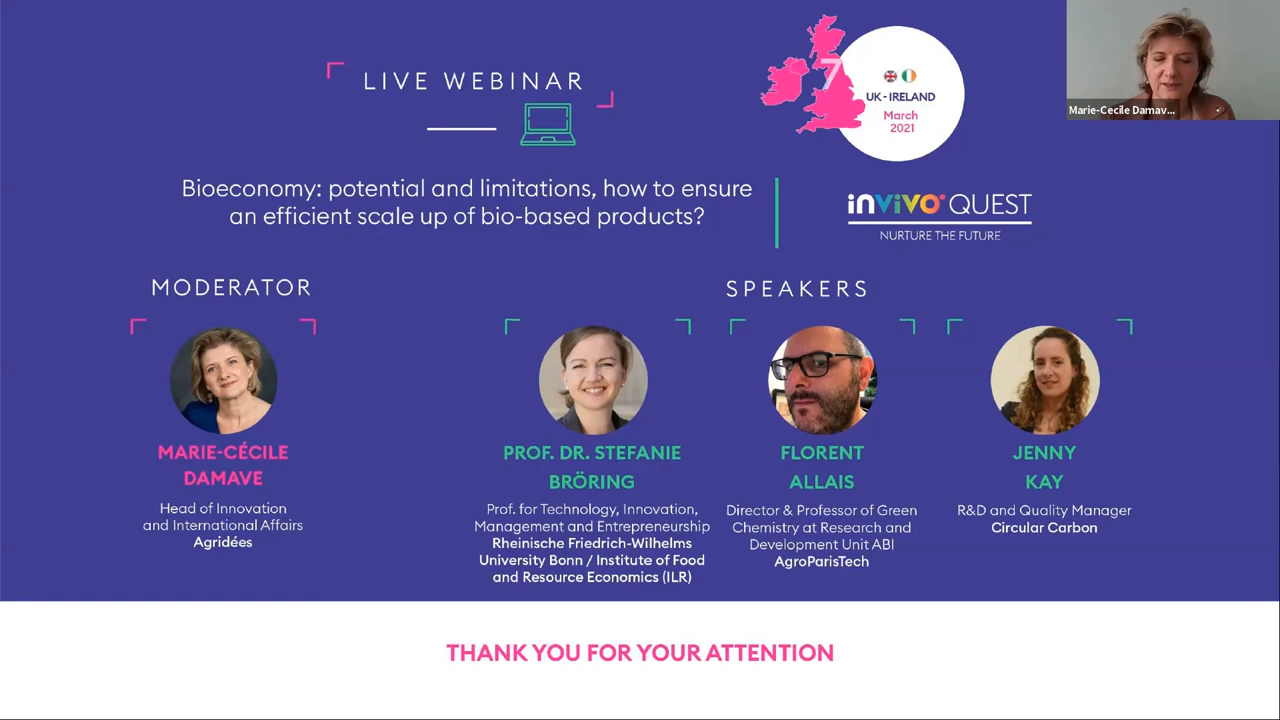 LIVE WEBINAR
7
UK - IRELAND
March
2021
Marie-Cecile Damav...
Bioeconomy: potential and limitations, how to ensure
an efficient scale up of bio-based products?
inVivo QUEST
NURTURE THE FUTURE
MODERATOR
SPEAKERS
MARIE-CÉCILE
DAMAVE
Head of Innovation
and International Affairs
Agridées
PROF. DR. STEFANIE
BRÖRING
Prof. for Technology, Innovation,
Management and Entrepreneurship
Rheinische Friedrich-Wilhelms
University Bonn / Institute of Food
and Resource Economics (ILR)
FLORENT
ALLAIS
Director & Professor of Green
Chemistry at Research and
Development Unit ABI
AgroParisTech
JENNY
KAY
R&D and Quality Manager
Circular Carbon
THANK YOU FOR YOUR ATTENTION